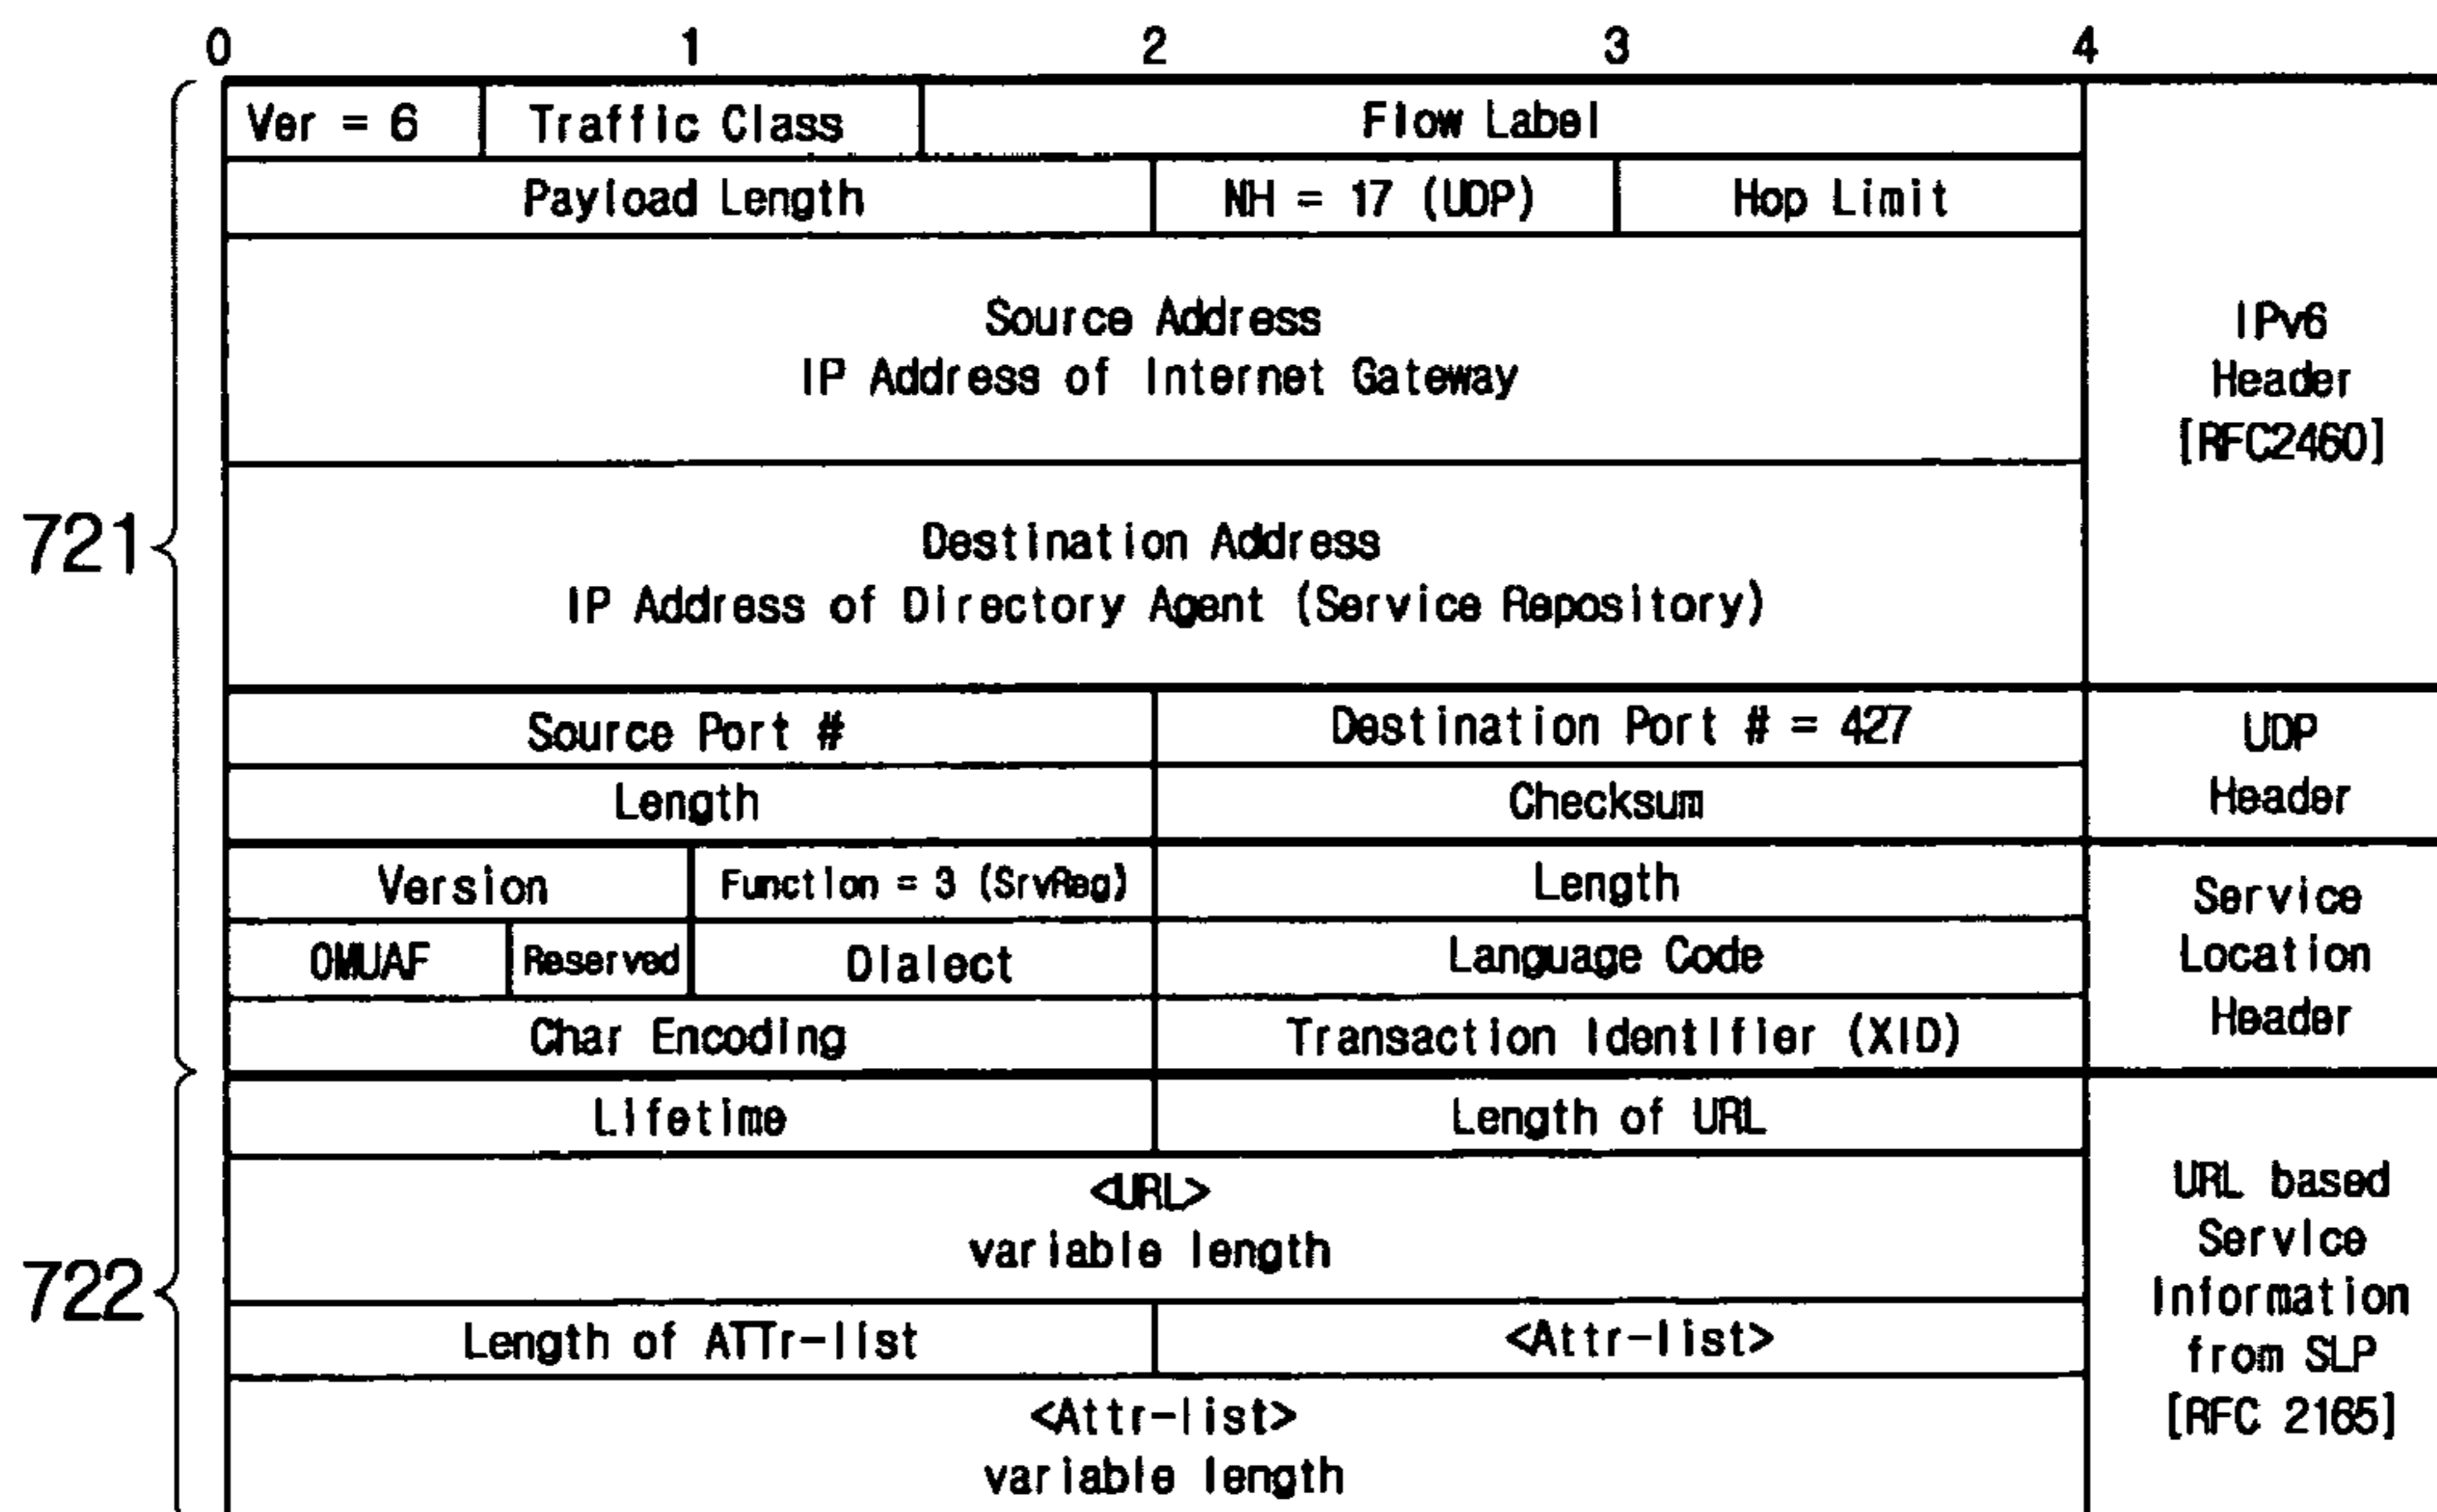 0 1 2 3 4
Ver = 6 Traffic Class Flow Label
Payload Length NH = 17 (UDP) Hop Limit
Source Address
IP Address of Internet Gateway
IPv6
Header
[RFC2460]
721
Destination Address
IP Address of Directory Agent (Service Repository)
Source Port # Destination Port # = 427
Length Checksum
UDP
Header
Version Function = 3 (SrvReg) Length
OMUAF Reserved Dialect Language Code
Char Encoding Transaction Identifier (XID)
Service
Location
Header
Lifetime Length of URL
<URL>
variable length
722
Length of ATTr-list <Attr-list>
<Attr-list>
variable length
URL based
Service
Information
from SLP
[RFC 2165]